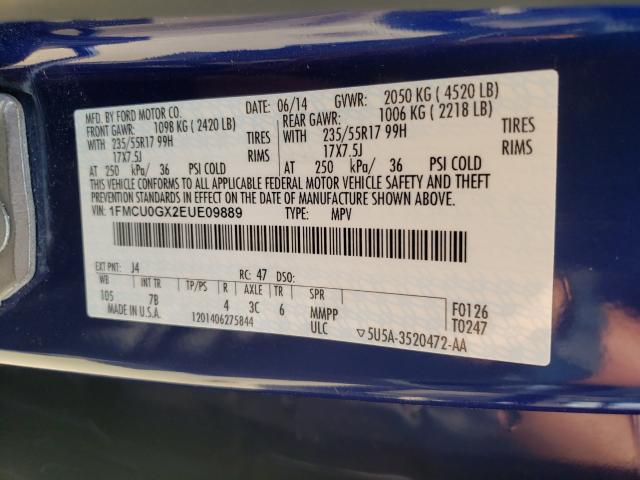 MFD. BY FORD MOTOR CO.
DATE: 06/14 GVWR: 2050 KG ( 4520 LB)
FRONT GAWR: 1098 KG ( 2420 LB) REAR GAWR: 1006 KG ( 2218 LB)
WITH 235/55R17 99H TIRES WITH 235/55R17 99H TIRES
17X7.5J RIMS 17X7.5J RIMS
AT 250 kPa/ 36 PSI COLD AT 250 kPa/ 36 PSI COLD
THIS VEHICLE CONFORMS TO ALL APPLICABLE FEDERAL MOTOR VEHICLE SAFETY AND THEFT
PREVENTION STANDARDS IN EFFECT ON THE DATE OF MANUFACTURE SHOWN ABOVE.
VIN: 1FMCU0GX2EUE09889 TYPE: MPV
EXT PNT: J4 RC: 47 DSO:
WB INT TR TP/PS R AXLE TR SPR
105 7B 4 3C 6 MMPP F0126
MADE IN U.S.A. 1201406275844 ULC ▽5U5A-3520472-AA T0247